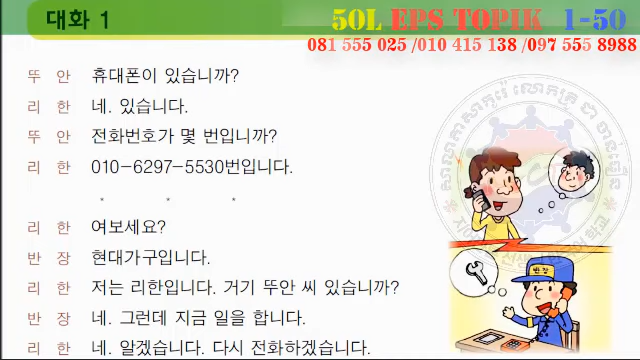 대화 1
50L EPS TOPIK 1-50
081 555 025 /010 415 138 /097 555 8988
뚜 안 휴대폰이 있습니까?
리 한 네. 있습니다.
뚜 안 전화번호가 몇 번입니까?
리 한 010-6297-5530번입니다.
* * *
리 한 여보세요?
반 장 현대가구입니다.
리 한 저는 리한입니다. 거기 뚜안 씨 있습니까?
반 장 네. 그런데 지금 일을 합니다.
리 한 네. 알겠습니다. 다시 전화하겠습니다.
반 장